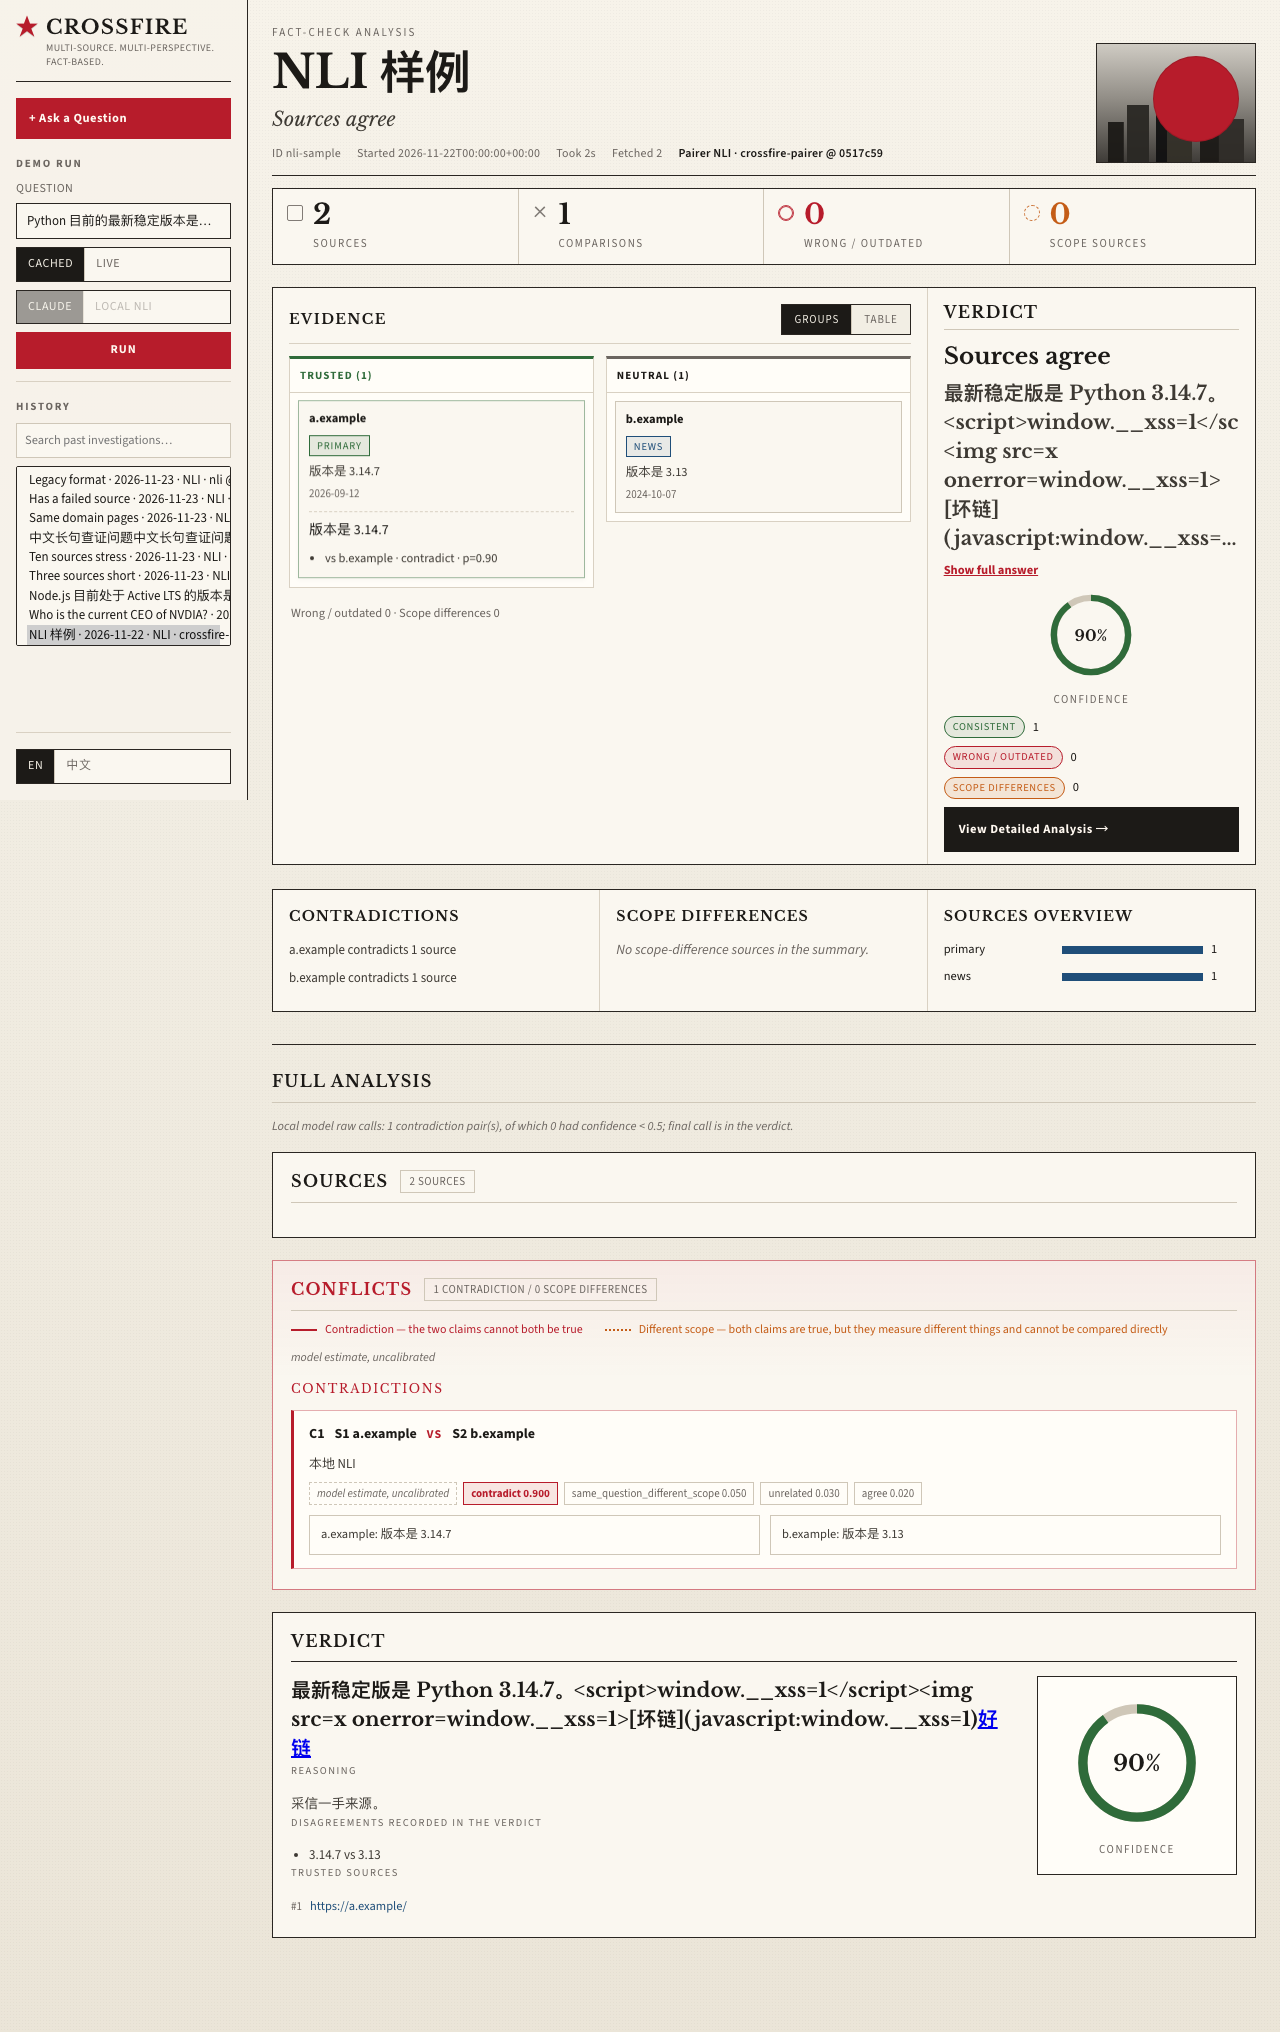 CROSSFIRE
MULTI-SOURCE. MULTI-PERSPECTIVE.
FACT-BASED.
+ Ask a Question
DEMO RUN
QUESTION
Python 目前的最新稳定版本是…
CACHED
LIVE
CLAUDE
LOCAL NLI
RUN
HISTORY
Search past investigations…
Legacy format · 2026-11-23 · NLI · nli @
Has a failed source · 2026-11-23 · NLI ·
Same domain pages · 2026-11-23 · NL
中文长句查证问题中文长句查证问题
Ten sources stress · 2026-11-23 · NLI ·
Three sources short · 2026-11-23 · NLI
Node.js 目前处于 Active LTS 的版本是
Who is the current CEO of NVDIA? · 20
NLI 样例 · 2026-11-22 · NLI · crossfire-
EN
中文
FACT-CHECK ANALYSIS
NLI 样例
Sources agree
ID nli-sample Started 2026-11-22T00:00:00+00:00 Took 2s Fetched 2 Pairer NLI · crossfire-pairer @ 0517c59
2
SOURCES
1
COMPARISONS
0
WRONG / OUTDATED
0
SCOPE SOURCES
EVIDENCE
GROUPS
TABLE
TRUSTED (1)
a.example
PRIMARY
版本是 3.14.7
2026-09-12
版本是 3.14.7
• vs b.example · contradict · p=0.90
NEUTRAL (1)
b.example
NEWS
版本是 3.13
2024-10-07
Wrong / outdated 0 · Scope differences 0
VERDICT
Sources agree
最新稳定版是 Python 3.14.7。
<script>window.__xss=1</sc
<img src=x
onerror=window.__xss=1>
[坏链]
(javascript:window.__xss=…
Show full answer
90%
CONFIDENCE
CONSISTENT 1
WRONG / OUTDATED 0
SCOPE DIFFERENCES 0
View Detailed Analysis →
CONTRADICTIONS
a.example contradicts 1 source
b.example contradicts 1 source
SCOPE DIFFERENCES
No scope-difference sources in the summary.
SOURCES OVERVIEW
primary 1
news 1
FULL ANALYSIS
Local model raw calls: 1 contradiction pair(s), of which 0 had confidence < 0.5; final call is in the verdict.
SOURCES
2 SOURCES
CONFLICTS
1 CONTRADICTION / 0 SCOPE DIFFERENCES
Contradiction — the two claims cannot both be true
Different scope — both claims are true, but they measure different things and cannot be compared directly
model estimate, uncalibrated
CONTRADICTIONS
C1 S1 a.example VS S2 b.example
本地 NLI
model estimate, uncalibrated
contradict 0.900
same_question_different_scope 0.050
unrelated 0.030
agree 0.020
a.example: 版本是 3.14.7
b.example: 版本是 3.13
VERDICT
最新稳定版是 Python 3.14.7。<script>window.__xss=1</script><img
src=x onerror=window.__xss=1>[坏链](javascript:window.__xss=1)好
链
REASONING
采信一手来源。
DISAGREEMENTS RECORDED IN THE VERDICT
• 3.14.7 vs 3.13
TRUSTED SOURCES
#1 https://a.example/
90%
CONFIDENCE